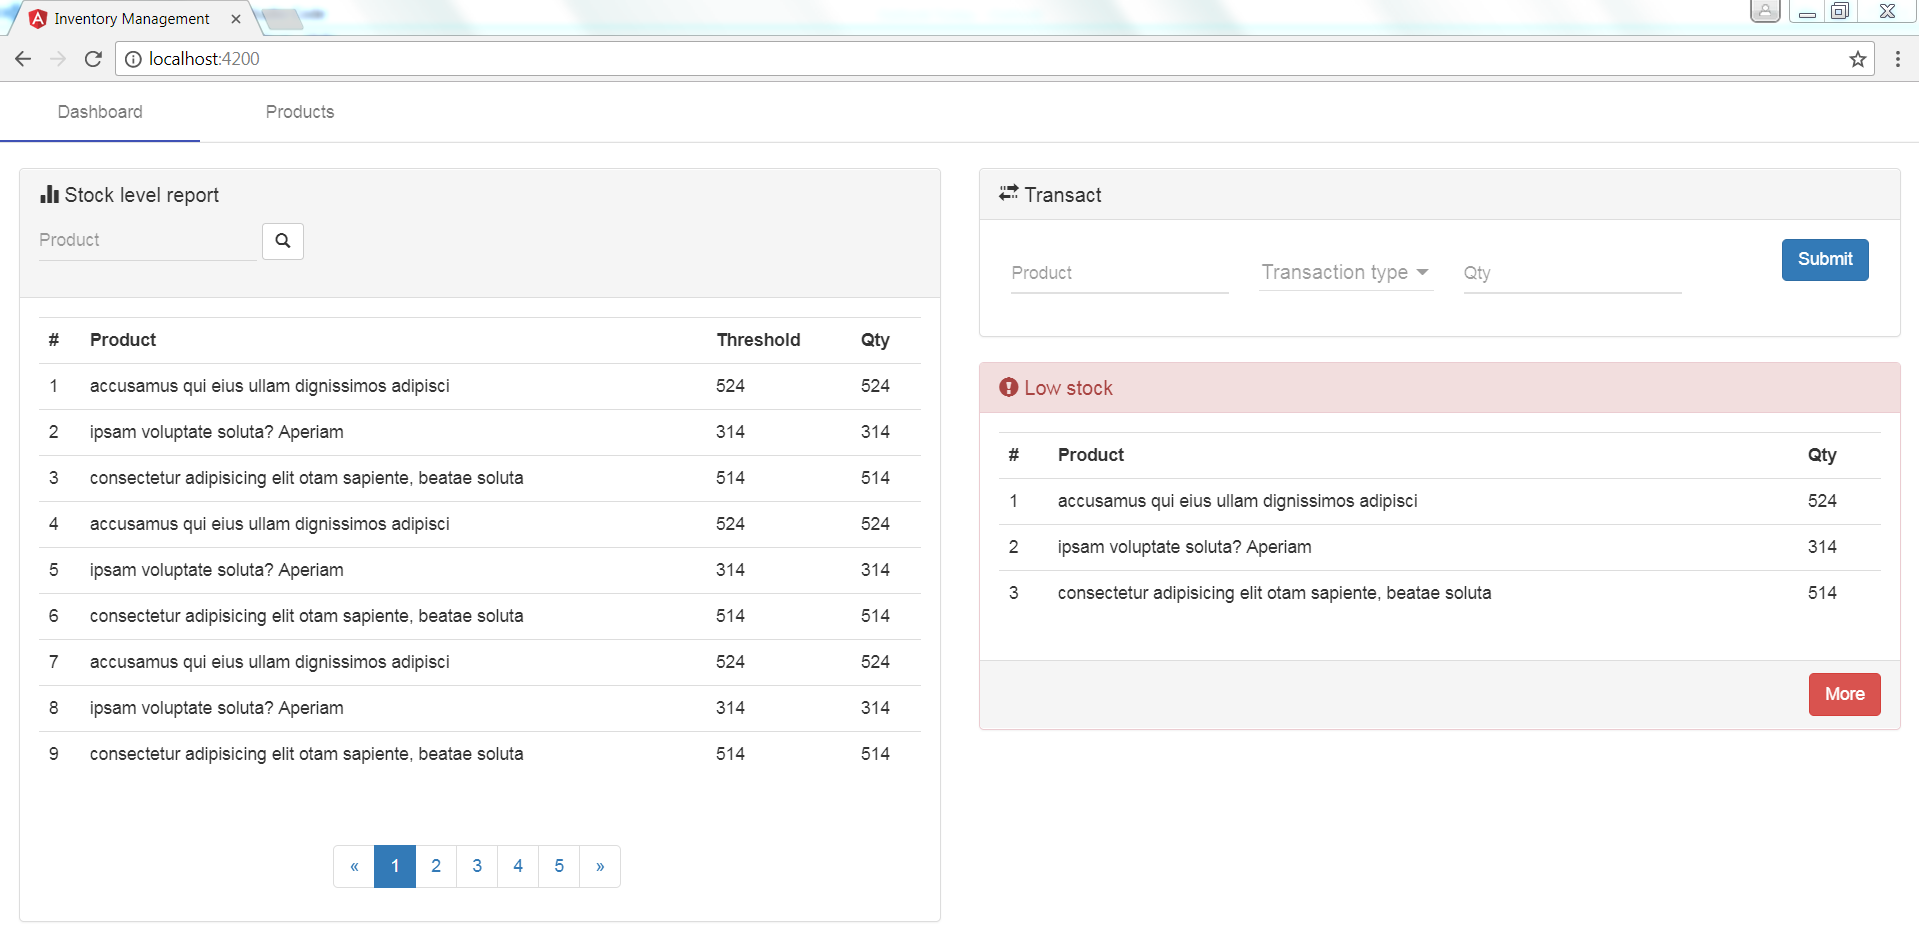 Inventory Management
localhost:4200
Dashboard Products
Stock level report
Product
# Product Threshold Qty
1 accusamus qui eius ullam dignissimos adipisci 524 524
2 ipsam voluptate soluta? Aperiam 314 314
3 consectetur adipisicing elit otam sapiente, beatae soluta 514 514
4 accusamus qui eius ullam dignissimos adipisci 524 524
5 ipsam voluptate soluta? Aperiam 314 314
6 consectetur adipisicing elit otam sapiente, beatae soluta 514 514
7 accusamus qui eius ullam dignissimos adipisci 524 524
8 ipsam voluptate soluta? Aperiam 314 314
9 consectetur adipisicing elit otam sapiente, beatae soluta 514 514
« 1 2 3 4 5 »
Transact
Product Transaction type Qty Submit
Low stock
# Product Qty
1 accusamus qui eius ullam dignissimos adipisci 524
2 ipsam voluptate soluta? Aperiam 314
3 consectetur adipisicing elit otam sapiente, beatae soluta 514
More